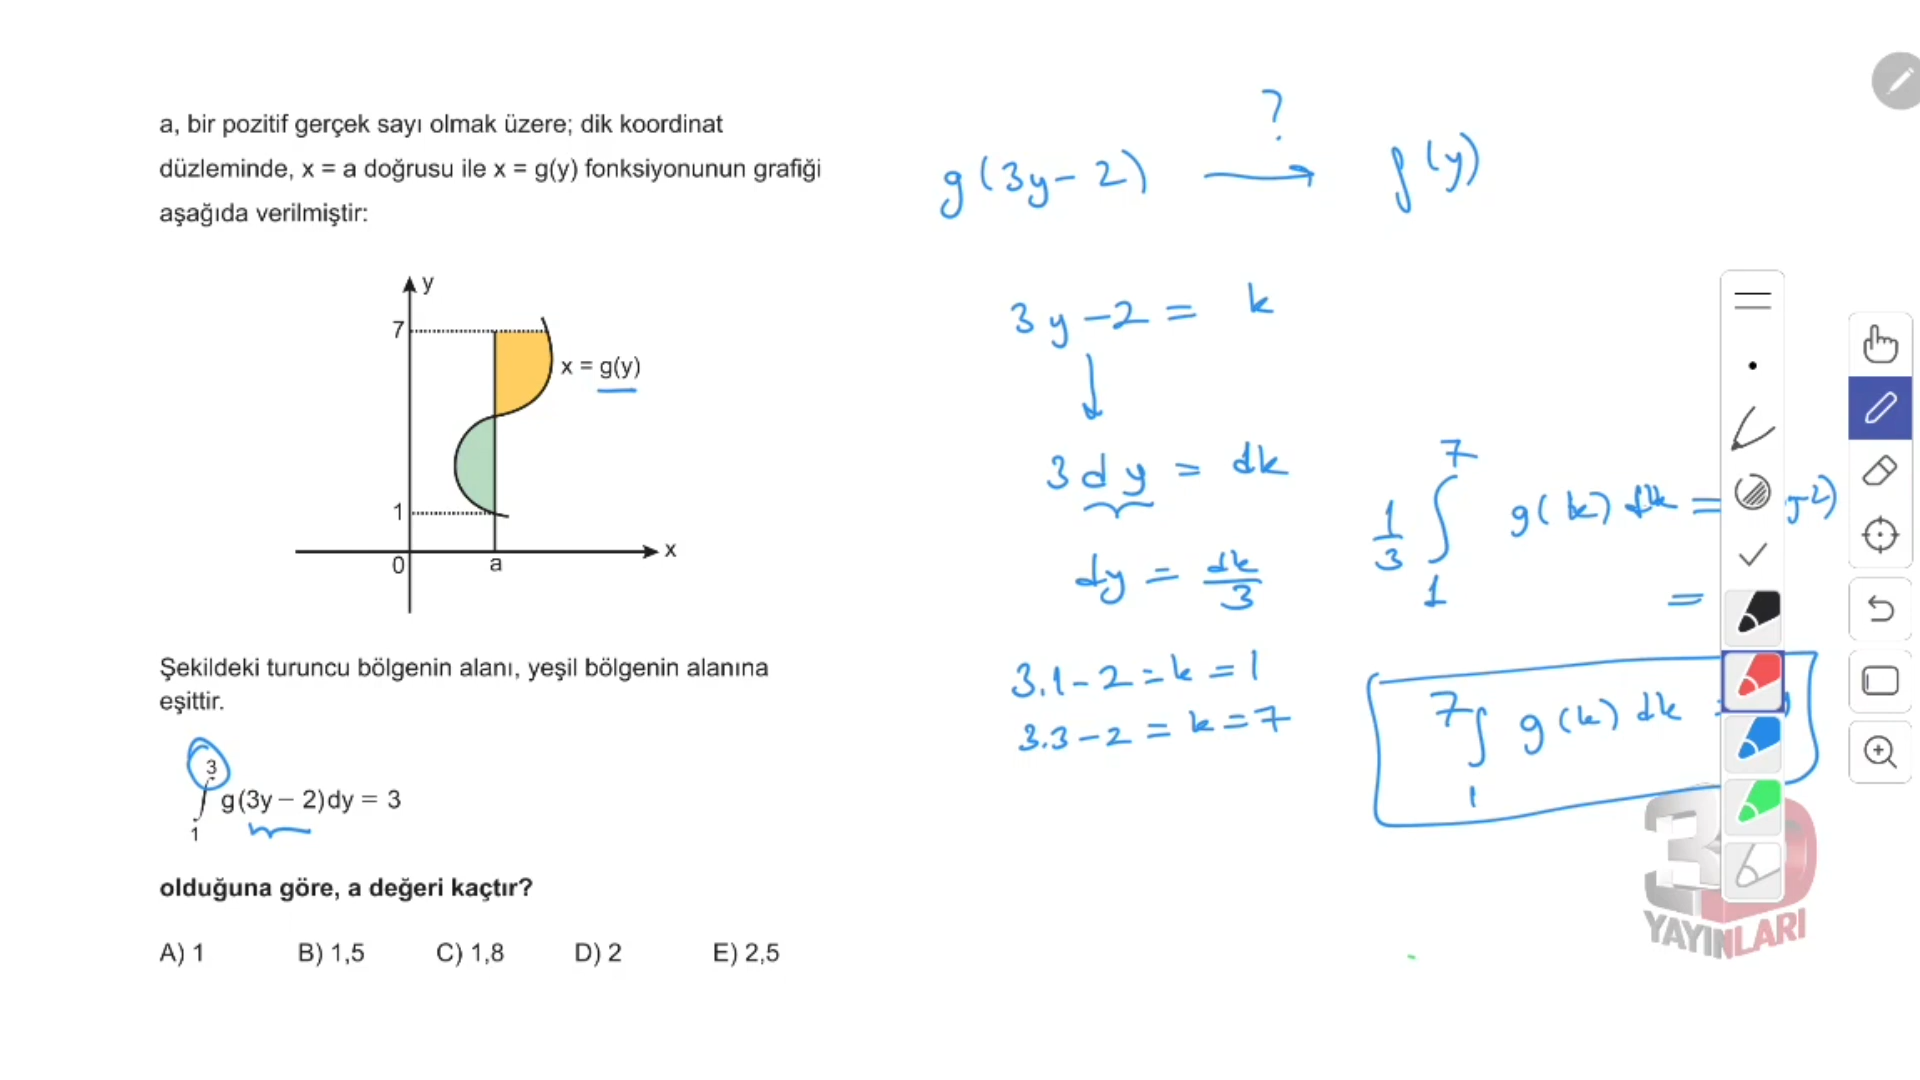 a, bir pozitif gerçek sayı olmak üzere; dik koordinat
düzleminde, x = a doğrusu ile x = g(y) fonksiyonunun grafiği
aşağıda verilmiştir:
y
7
x = g(y)
1
0
a
x
Şekildeki turuncu bölgenin alanı, yeşil bölgenin alanına
eşittir.
3
∫ g(3y – 2)dy = 3
1
olduğuna göre, a değeri kaçtır?
A) 1 B) 1,5 C) 1,8 D) 2 E) 2,5
?
g(3y-2) → f(y)
3y-2 = k
↓
3dy = dk
dy = dk/3
3.1-2=k=1
3.3-2=k=7
7
1/3 ∫ g(k) dk =
1
=
7
∫ g(k) dk
1
3D
YAYINLARI